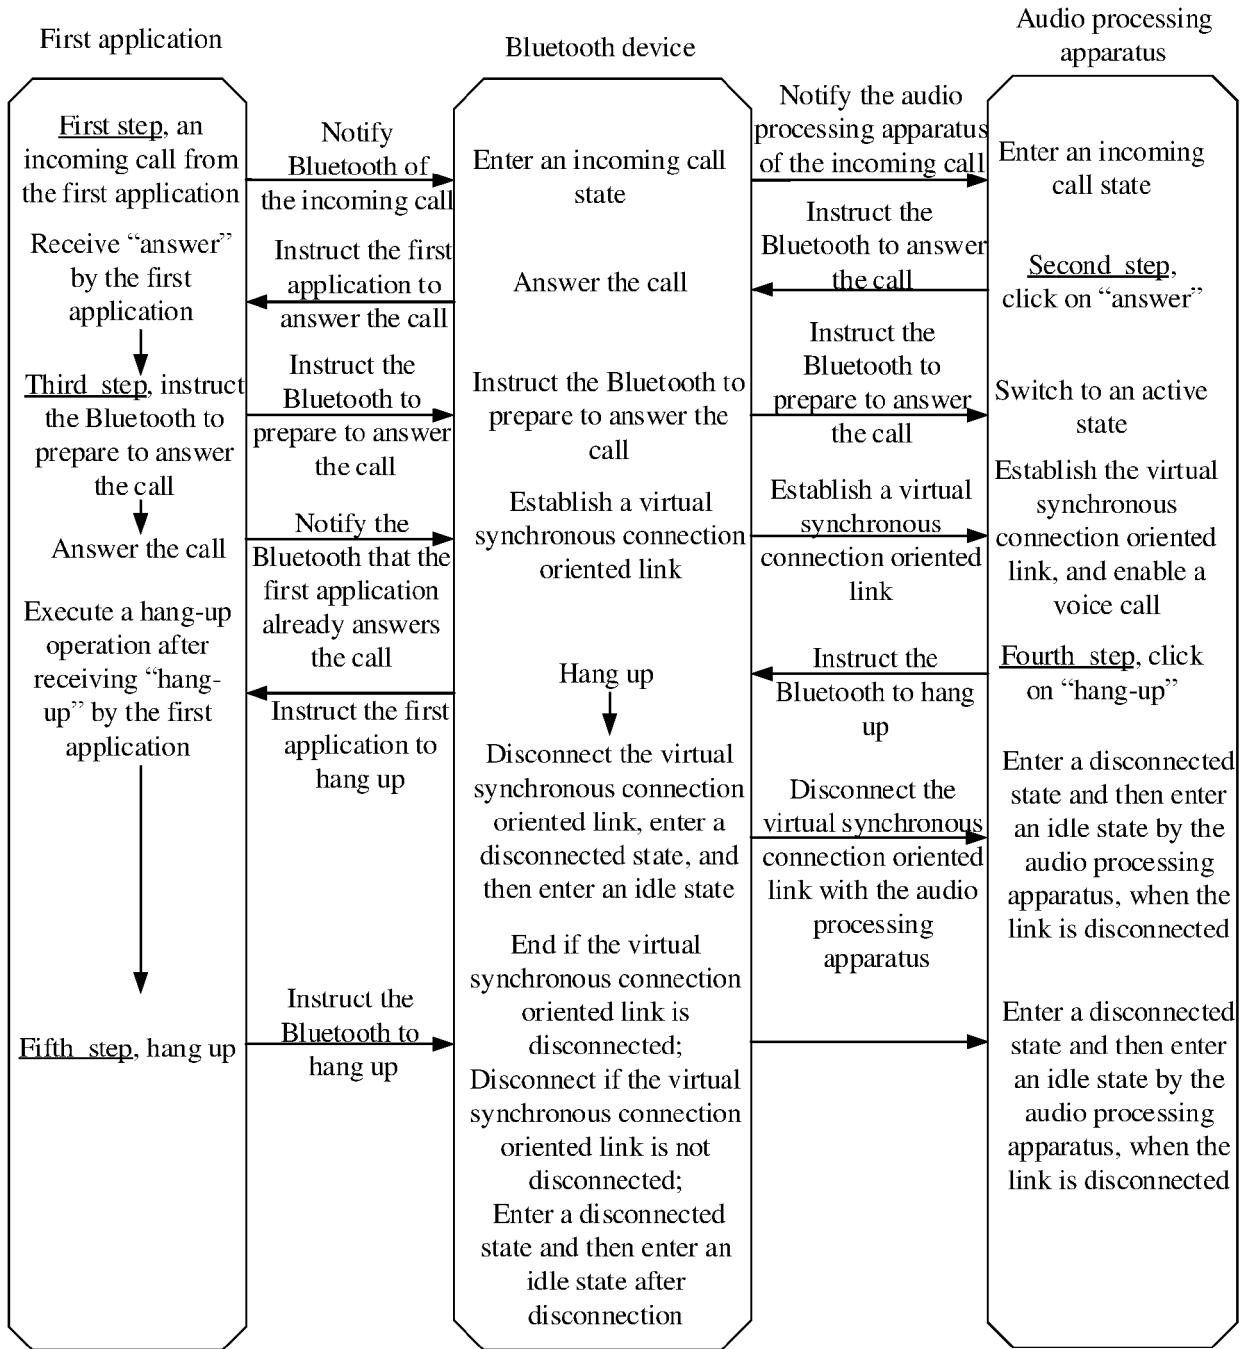 First application
Bluetooth device
Audio processing
apparatus
First step, an
incoming call from
the first application
Receive “answer”
by the first
application
Third step, instruct
the Bluetooth to
prepare to answer
the call
Answer the call
Execute a hang-up
operation after
receiving “hang-
up” by the first
application
Fifth step, hang up
Notify
Bluetooth of
the incoming call
Instruct the first
application to
answer the call
Instruct the
Bluetooth to
prepare to answer
the call
Notify the
Bluetooth that the
first application
already answers
the call
Instruct the first
application to
hang up
Instruct the
Bluetooth to
hang up
Enter an incoming call
state
Answer the call
Instruct the Bluetooth to
prepare to answer the
call
Establish a virtual
synchronous connection
oriented link
Hang up
Disconnect the virtual
synchronous connection
oriented link, enter a
disconnected state, and
then enter an idle state
End if the virtual
synchronous connection
oriented link is
disconnected;
Disconnect if the virtual
synchronous connection
oriented link is not
disconnected;
Enter a disconnected
state and then enter an
idle state after
disconnection
Notify the audio
processing apparatus
of the incoming call
Instruct the
Bluetooth to answer
the call
Instruct the
Bluetooth to
prepare to answer
the call
Establish a virtual
synchronous
connection oriented
link
Instruct the
Bluetooth to hang
up
Disconnect the
virtual synchronous
connection oriented
link with the audio
processing
apparatus
Enter an incoming
call state
Second step,
click on “answer”
Switch to an active
state
Establish the virtual
synchronous
connection oriented
link, and enable a
voice call
Fourth step, click
on “hang-up”
Enter a disconnected
state and then enter
an idle state by the
audio processing
apparatus, when the
link is disconnected
Enter a disconnected
state and then enter
an idle state by the
audio processing
apparatus, when the
link is disconnected